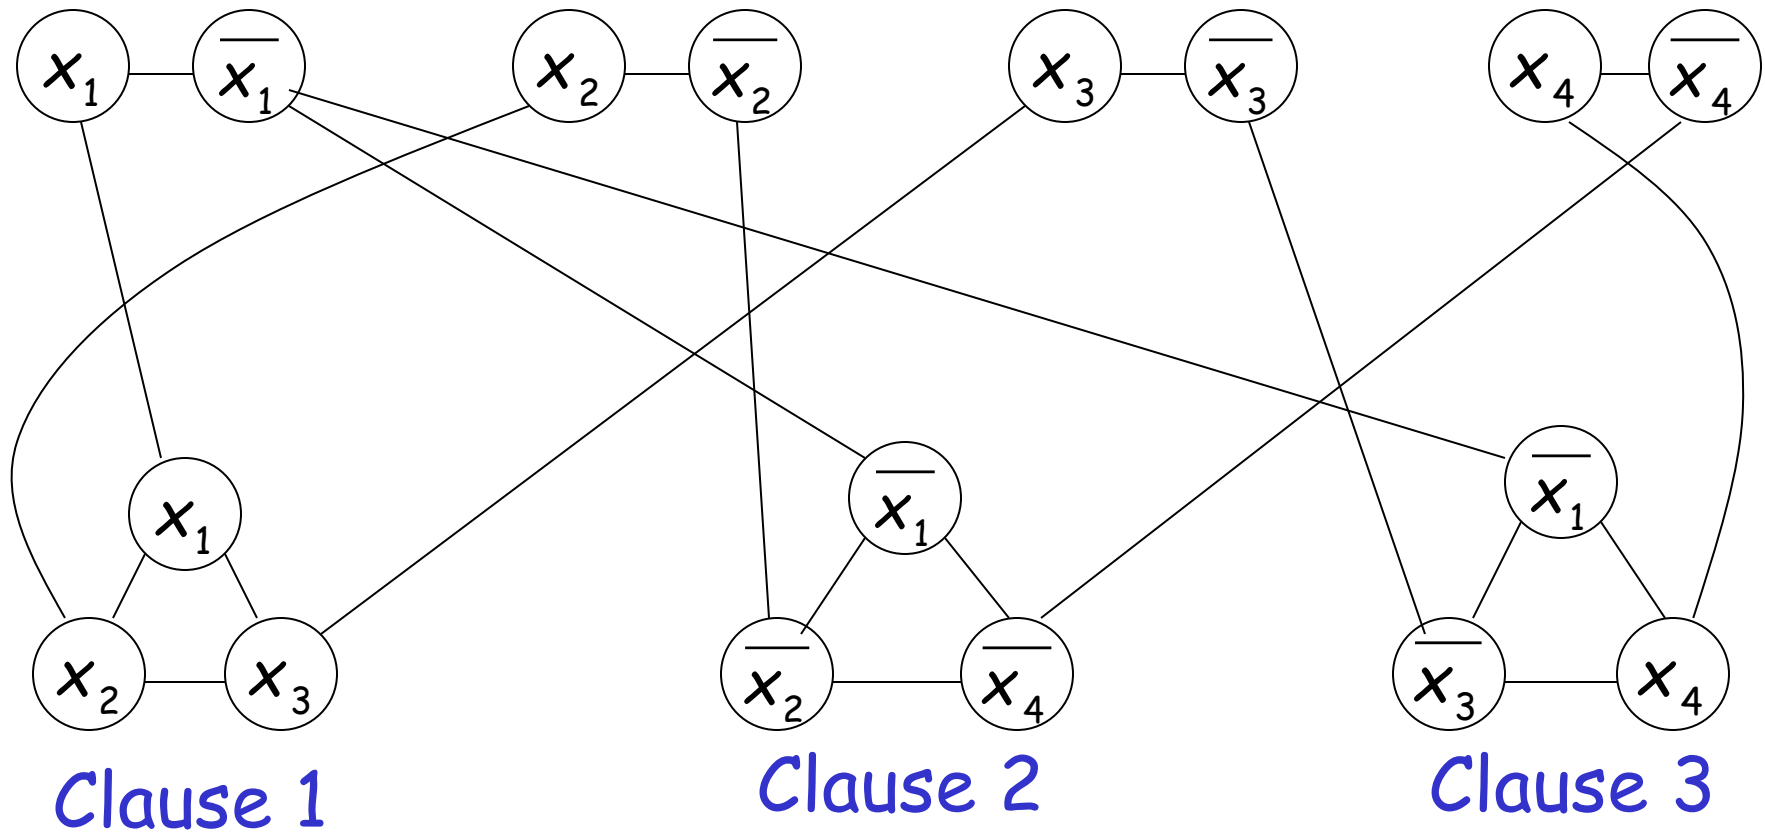 x₁ x̅₁ x₂ x̅₂ x₃ x̅₃ x₄ x̅₄
x₁ x̅₁ x̅₁
x₂ x₃ x̅₂ x̅₄ x̅₃ x₄
Clause 1 Clause 2 Clause 3